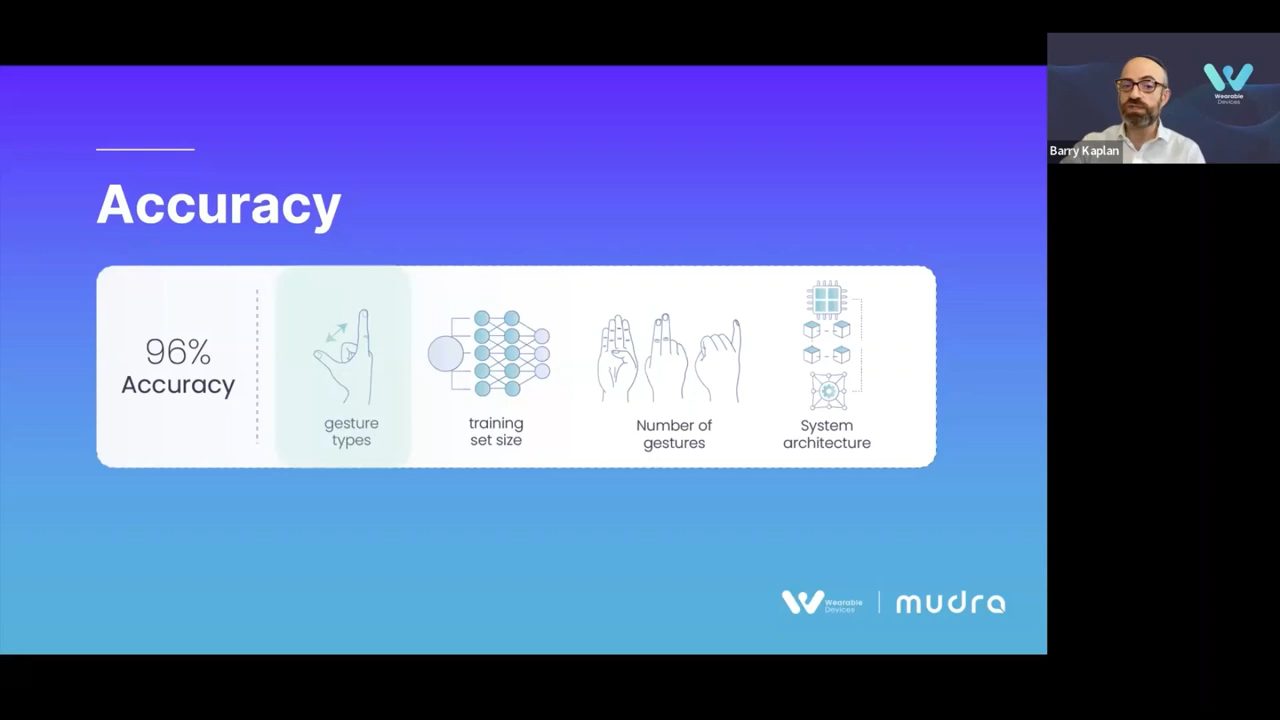 Accuracy
96%
Accuracy
gesture
types
training
set size
Number of
gestures
System
architecture
Wearable
Devices
mudra
Wearable
Devices
Barry Kaplan